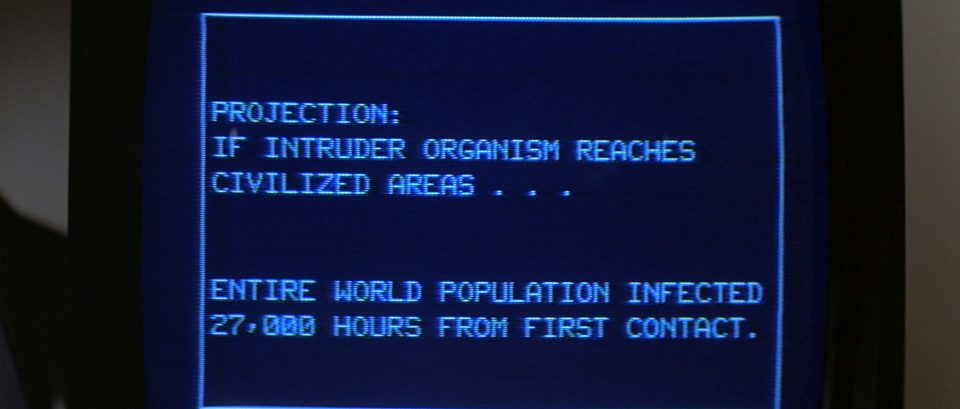 PROJECTION:
IF INTRUDER ORGANISM REACHES
CIVILIZED AREAS . . .
ENTIRE WORLD POPULATION INFECTED
27,000 HOURS FROM FIRST CONTACT.